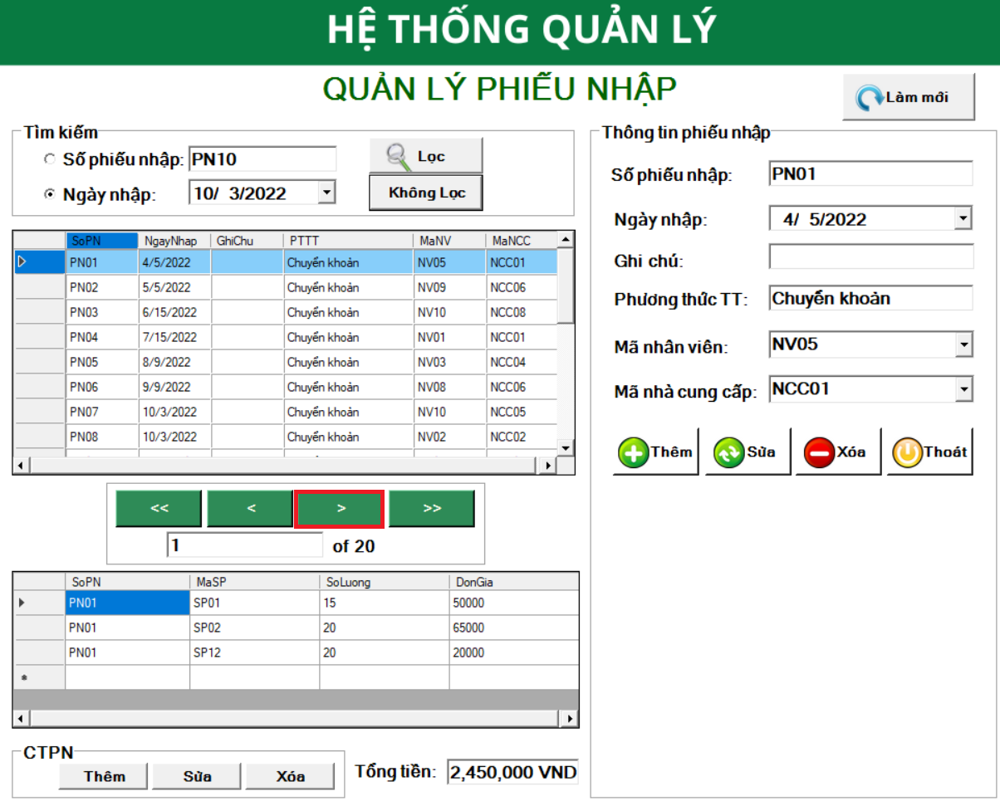 HỆ THỐNG QUẢN LÝ
QUẢN LÝ PHIẾU NHẬP
Làm mới
Tìm kiếm
Số phiếu nhập: PN10
Lọc
Ngày nhập: 10/ 3/2022
Không Lọc
SoPN NgayNhap GhiChu PTTT MaNV MaNCC
PN01 4/5/2022 Chuyển khoản NV05 NCC01
PN02 5/5/2022 Chuyển khoản NV09 NCC06
PN03 6/15/2022 Chuyển khoản NV10 NCC08
PN04 7/15/2022 Chuyển khoản NV01 NCC01
PN05 8/9/2022 Chuyển khoản NV03 NCC04
PN06 9/9/2022 Chuyển khoản NV08 NCC06
PN07 10/3/2022 Chuyển khoản NV10 NCC05
PN08 10/3/2022 Chuyển khoản NV02 NCC02
<< < > >>
1 of 20
SoPN MaSP SoLuong DonGia
PN01 SP01 15 50000
PN01 SP02 20 65000
PN01 SP12 20 20000
CTPN
Thêm Sửa Xóa
Tổng tiền: 2,450,000 VND
Thông tin phiếu nhập
Số phiếu nhập: PN01
Ngày nhập: 4/ 5/2022
Ghi chú:
Phương thức TT: Chuyển khoản
Mã nhân viên: NV05
Mã nhà cung cấp: NCC01
Thêm Sửa Xóa Thoát